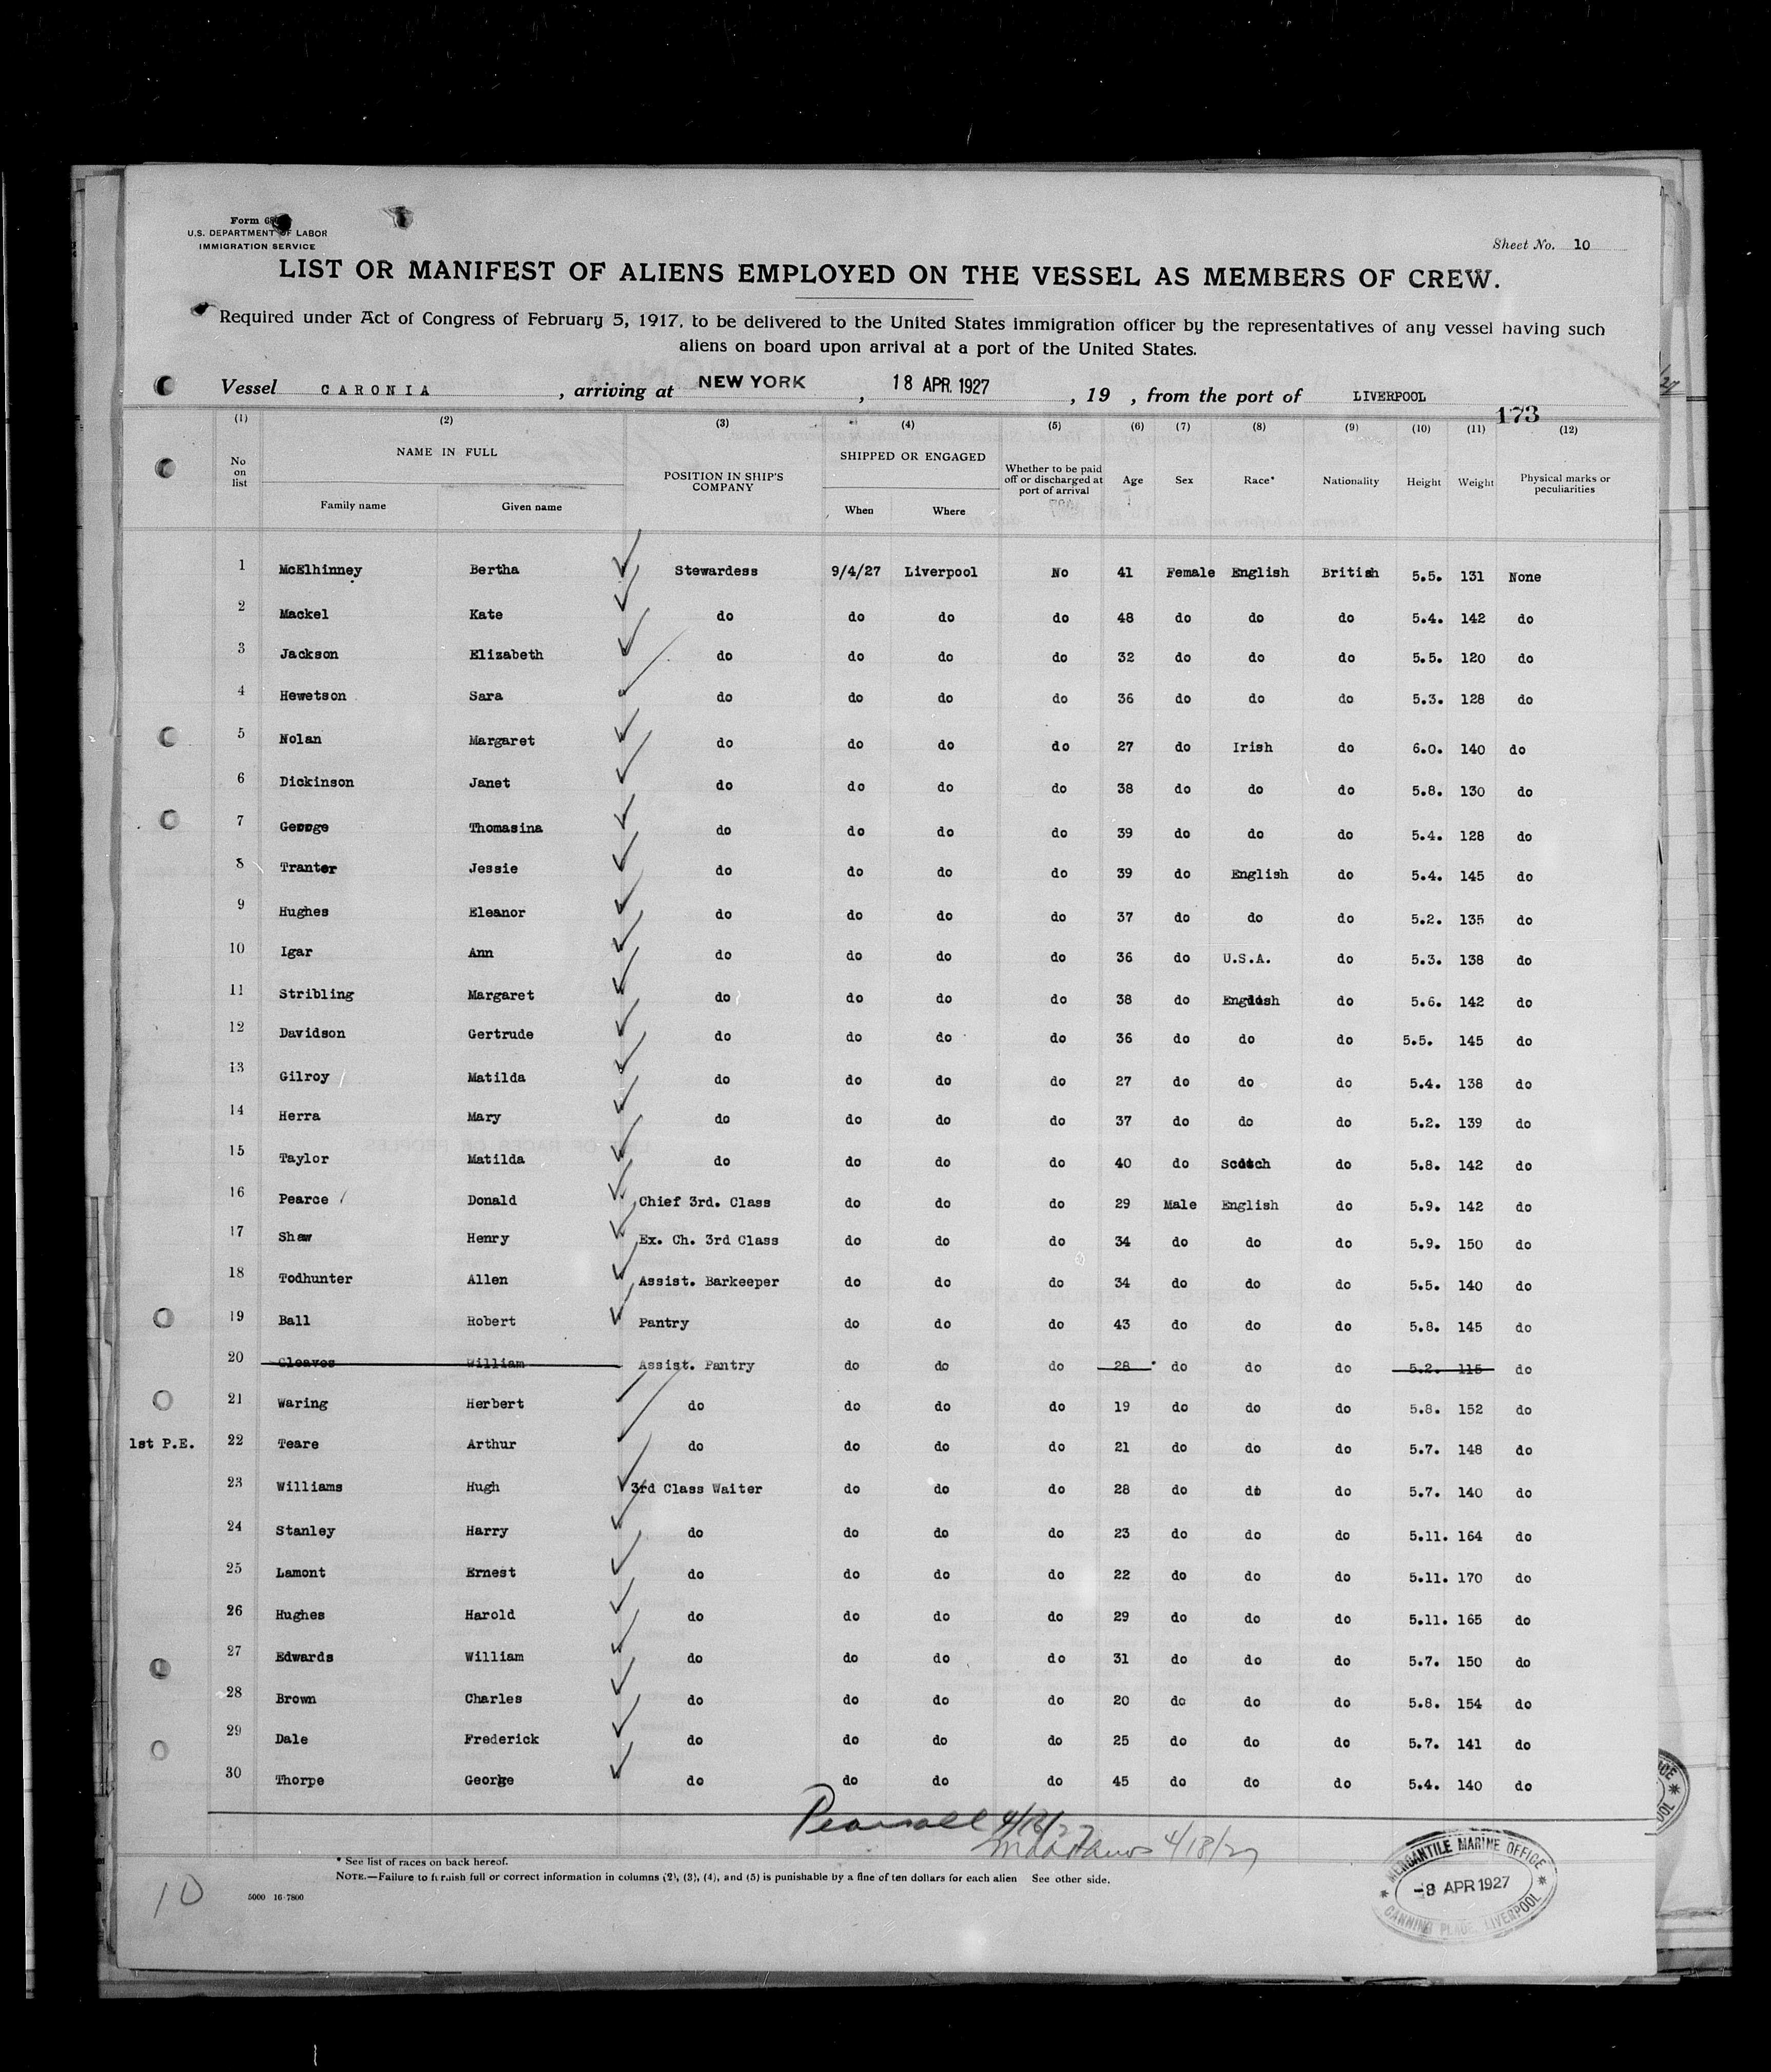 Form
U.S. DEPARTMENT OF LABOR
IMMIGRATION SERVICE
Sheet No. 10
LIST OR MANIFEST OF ALIENS EMPLOYED ON THE VESSEL AS MEMBERS OF CREW.
Required under Act of Congress of February 5, 1917, to be delivered to the United States immigration officer by the representatives of any vessel having such
aliens on board upon arrival at a port of the United States.
Vessel CARONIA , arriving at NEW YORK , 18 APR. 1927 , 19 , from the port of LIVERPOOL
173
(1) (2) (3) (4) (5) (6) (7) (8) (9) (10) (11) (12)
No on list NAME IN FULL Family name Given name POSITION IN SHIP'S COMPANY SHIPPED OR ENGAGED When Where Whether to be paid off or discharged at port of arrival Age Sex Race* Nationality Height Weight Physical marks or peculiarities
1 McElhinney Bertha Stewardess 9/4/27 Liverpool No 41 Female English British 5.5. 131 None
2 Mackel Kate do do do do 48 do do do 5.4. 142 do
3 Jackson Elizabeth do do do do 32 do do do 5.5. 120 do
4 Hewetson Sara do do do do 36 do do do 5.3. 128 do
5 Nolan Margaret do do do do 27 do Irish do 6.0. 140 do
6 Dickinson Janet do do do do 38 do do do 5.8. 130 do
7 George Thomasina do do do do 39 do do do 5.4. 128 do
8 Tranter Jessie do do do do 39 do English do 5.4. 145 do
9 Hughes Eleanor do do do do 37 do do do 5.2. 135 do
10 Igar Ann do do do do 36 do U.S.A. do 5.3. 138 do
11 Stribling Margaret do do do do 38 do English do 5.6. 142 do
12 Davidson Gertrude do do do do 36 do do do 5.5. 145 do
13 Gilroy Matilda do do do do 27 do do do 5.4. 138 do
14 Herra Mary do do do do 37 do do do 5.2. 139 do
15 Taylor Matilda do do do do 40 do Scotch do 5.8. 142 do
16 Pearce Donald Chief 3rd. Class do do do 29 Male English do 5.9. 142 do
17 Shaw Henry Ex. Ch. 3rd Class do do do 34 do do do 5.9. 150 do
18 Todhunter Allen Assist. Barkeeper do do do 34 do do do 5.5. 140 do
19 Ball Robert Pantry do do do 43 do do do 5.8. 145 do
20 Cleaves William Assist. Pantry do do do 28 do do do 5.2. 115 do
21 Waring Herbert do do do do 19 do do do 5.8. 152 do
1st P.E. 22 Teare Arthur do do do do 21 do do do 5.7. 148 do
23 Williams Hugh 3rd Class Waiter do do do 28 do do do 5.7. 140 do
24 Stanley Harry do do do do 23 do do do 5.11. 164 do
25 Lamont Ernest do do do do 22 do do do 5.11. 170 do
26 Hughes Harold do do do do 29 do do do 5.11. 165 do
27 Edwards William do do do do 31 do do do 5.7. 150 do
28 Brown Charles do do do do 20 do do do 5.8. 154 do
29 Dale Frederick do do do do 25 do do do 5.7. 141 do
30 Thorpe George do do do do 45 do do do 5.4. 140 do
Pearsall 4/18/27
4/18/27
* See list of races on back hereof.
NOTE.—Failure to furnish full or correct information in columns (2), (3), (4), and (5) is punishable by a fine of ten dollars for each alien See other side.
5000 16-7800
10
MERCANTILE MARINE OFFICE
-8 APR 1927
CANNING PLACE LIVERPOOL